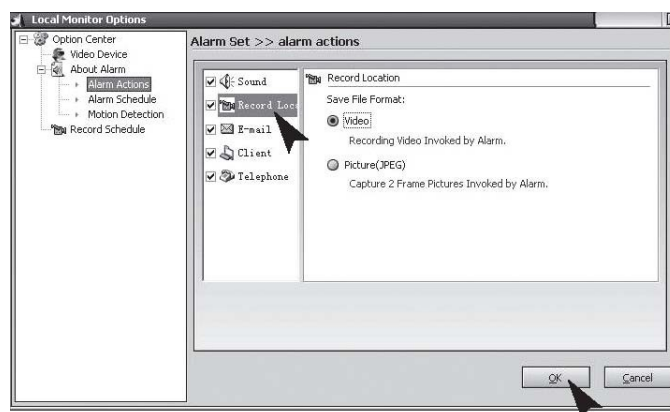 Local Monitor Options
Option Center
Video Device
About Alarm
Alarm Actions
Alarm Schedule
Motion Detection
Record Schedule
Alarm Set >> alarm actions
Sound
Record Loc
E-mail
Client
Telephone
Record Location
Save File Format:
Video
Recording Video Invoked by Alarm.
Picture(JPEG)
Capture 2 Frame Pictures Invoked by Alarm.
OK
Cancel